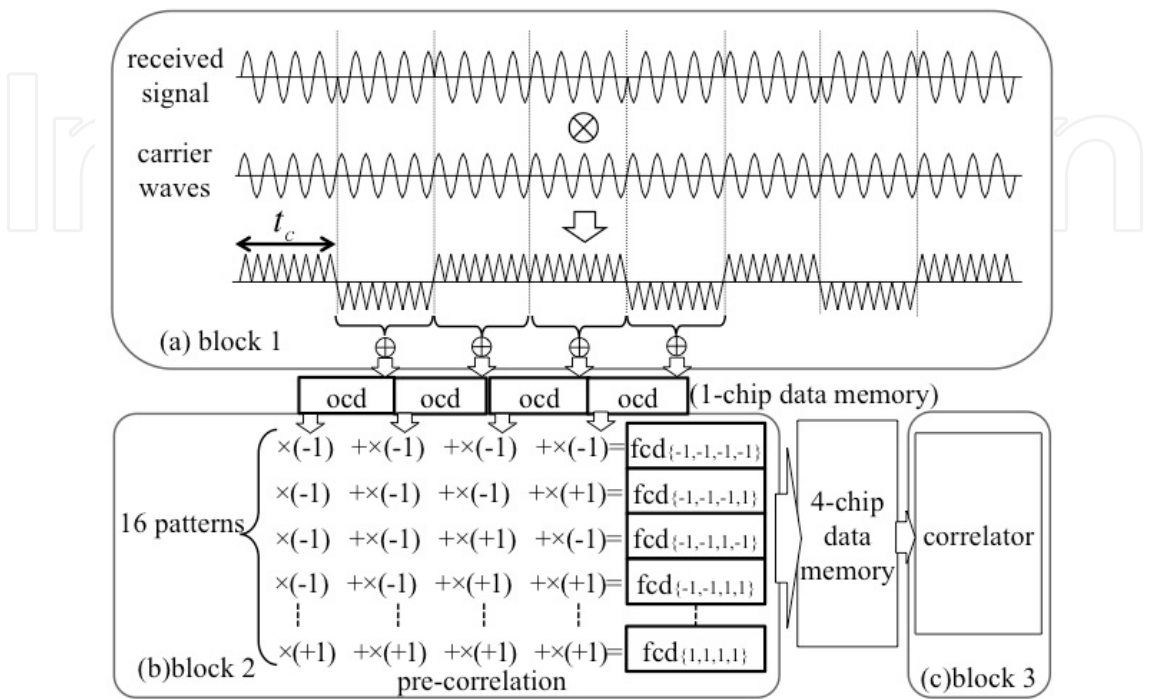 received
signal
carrier
waves
t_c
(a) block 1
ocd ocd ocd ocd (1-chip data memory)
16 patterns
×(-1) +×(-1) +×(-1) +×(-1)= fcd{-1,-1,-1,-1}
×(-1) +×(-1) +×(-1) +×(+1)= fcd{-1,-1,-1,1}
×(-1) +×(-1) +×(+1) +×(-1)= fcd{-1,-1,1,-1}
×(-1) +×(-1) +×(+1) +×(+1)= fcd{-1,-1,1,1}
×(+1) +×(+1) +×(+1) +×(+1)= fcd{1,1,1,1}
(b)block 2
pre-correlation
4-chip
data
memory
correlator
(c)block 3